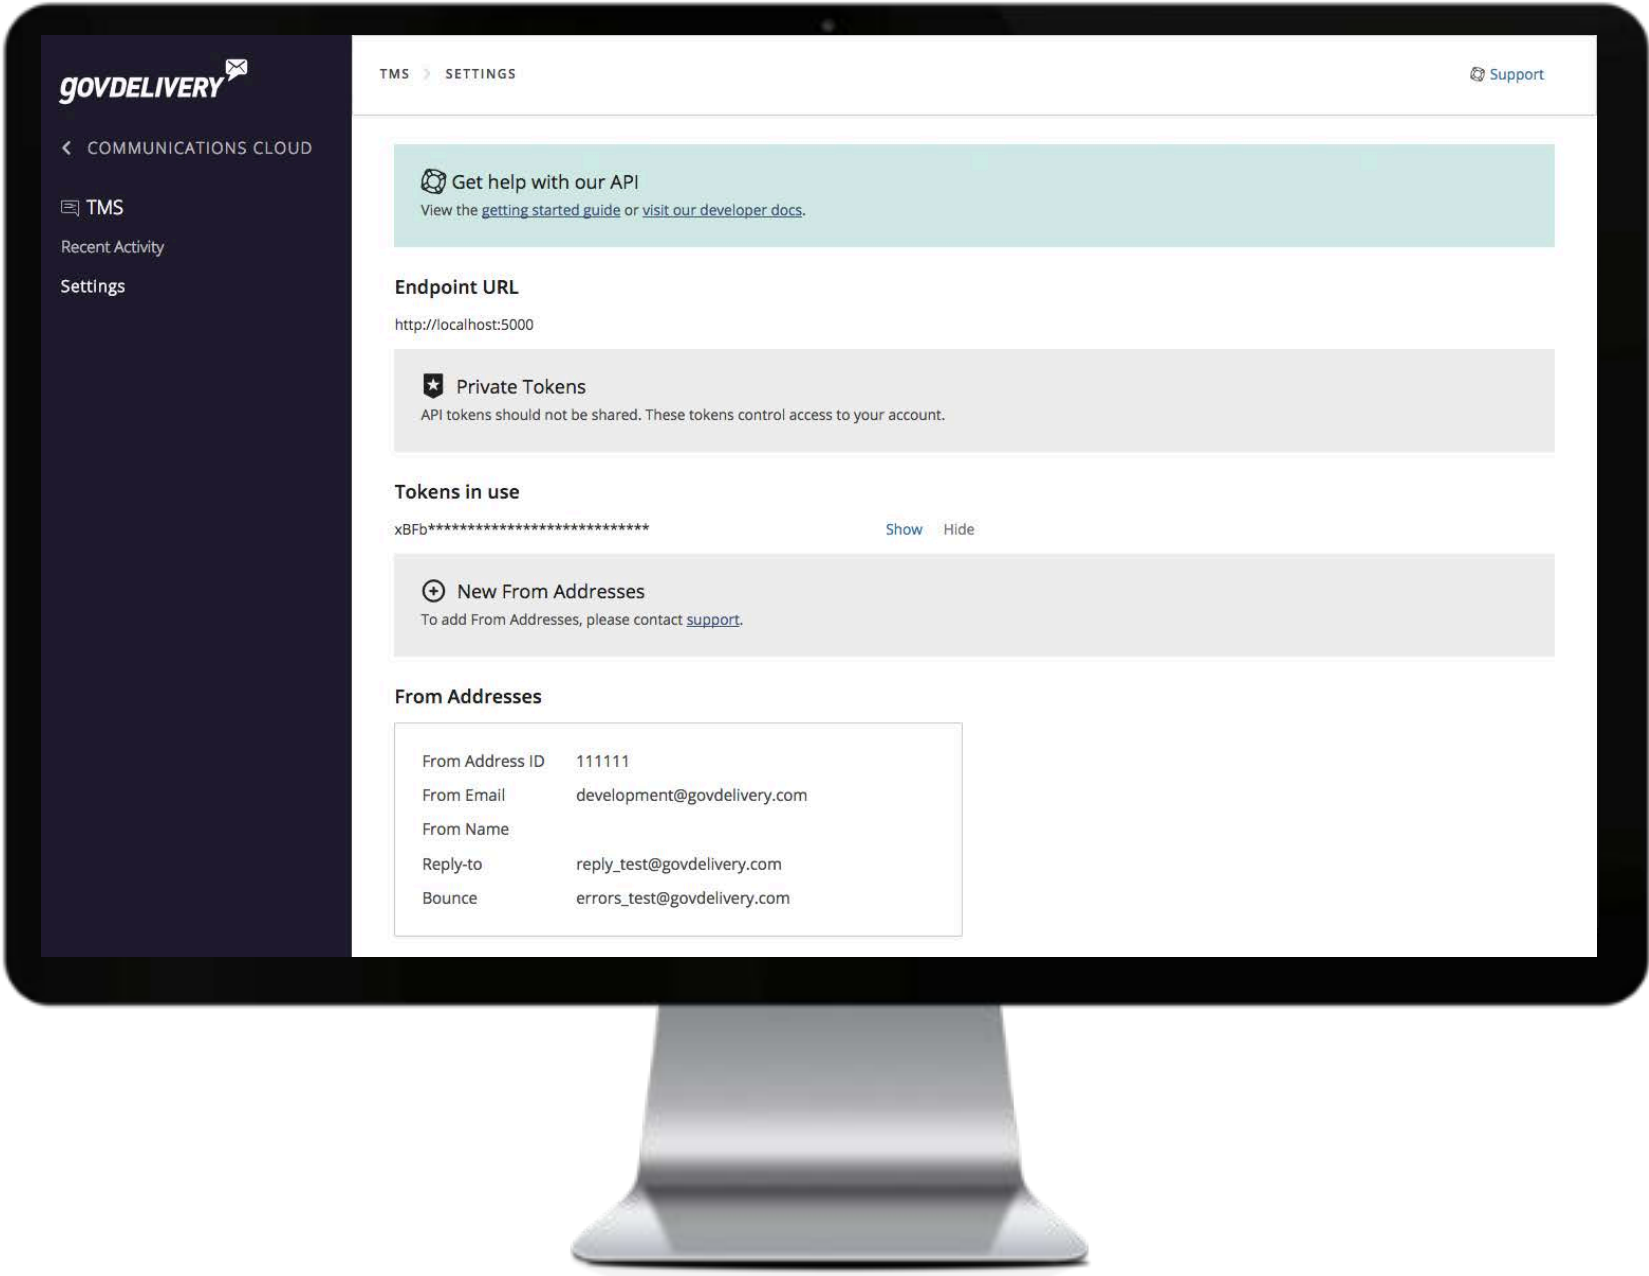 GOVDELIVERY
COMMUNICATIONS CLOUD
TMS
Recent Activity
Settings
TMS > SETTINGS
Support
Get help with our API
View the getting started guide or visit our developer docs.
Endpoint URL
http://localhost:5000
Private Tokens
API tokens should not be shared. These tokens control access to your account.
Tokens in use
xBFb**************************** Show Hide
New From Addresses
To add From Addresses, please contact support.
From Addresses
From Address ID 111111
From Email development@govdelivery.com
From Name
Reply-to reply_test@govdelivery.com
Bounce errors_test@govdelivery.com